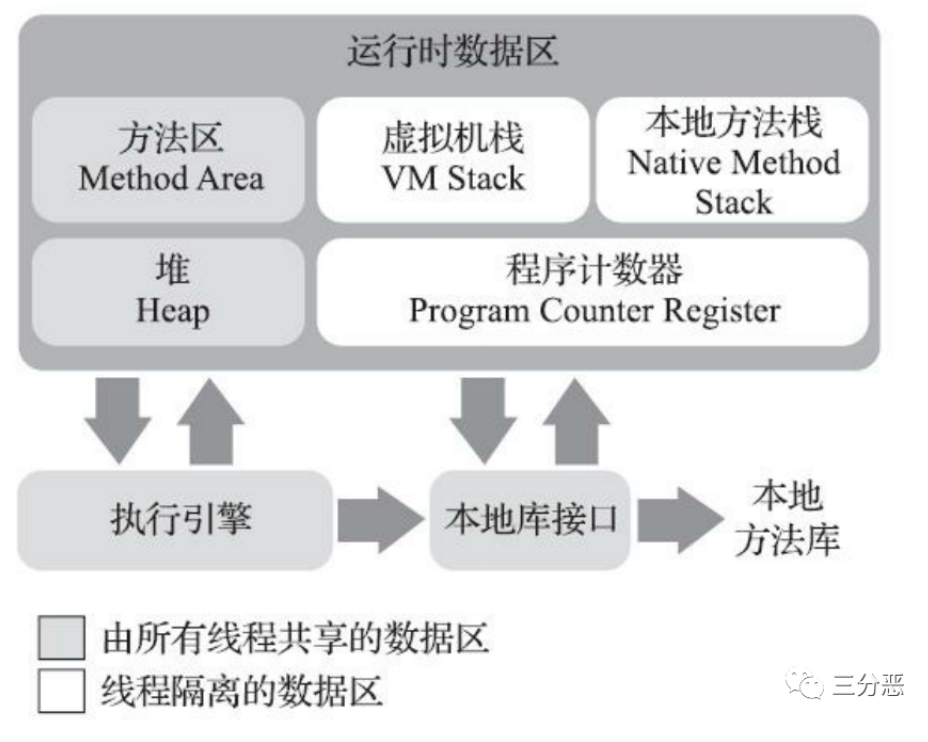 运行时数据区
方法区
Method Area
虚拟机栈
VM Stack
本地方法栈
Native Method
Stack
堆
Heap
程序计数器
Program Counter Register
执行引擎
本地库接口
本地
方法库
由所有线程共享的数据区
线程隔离的数据区
三分恶